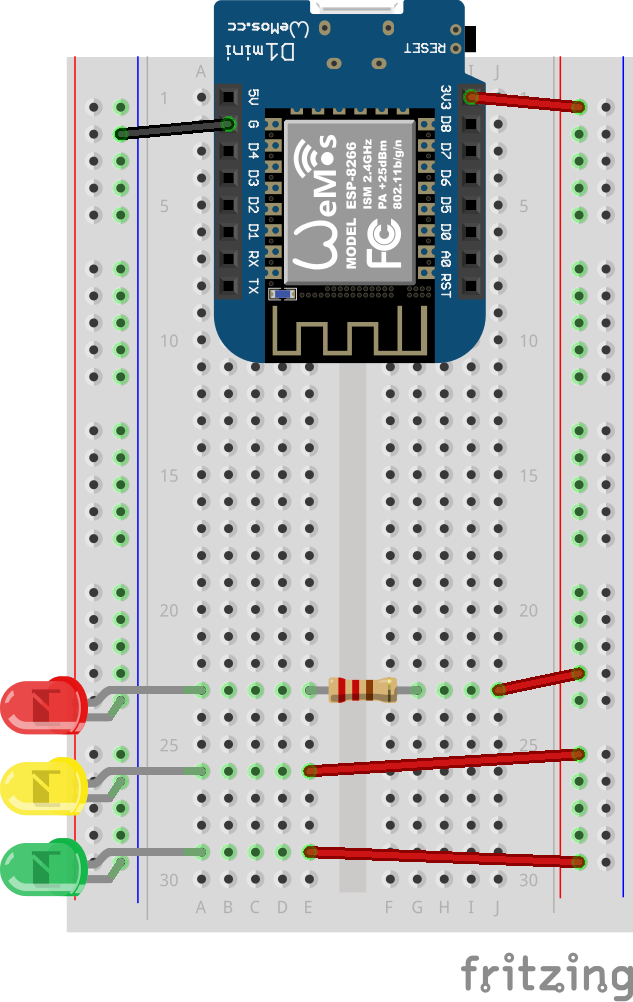 WeMos.cc
D1 mini
RESET
A
I
J
1
1
5V
G
D4
D3
D2
D1
RX
TX
3V3
D8
D7
D6
D5
D0
A0
RST
WeMos
MODEL ESP-8266
ISM 2.4GHz
PA +25dBm
802.11b/g/n
FC
5
5
10
10
15
15
20
20
25
25
30
30
A B C D E F G H I J
fritzing